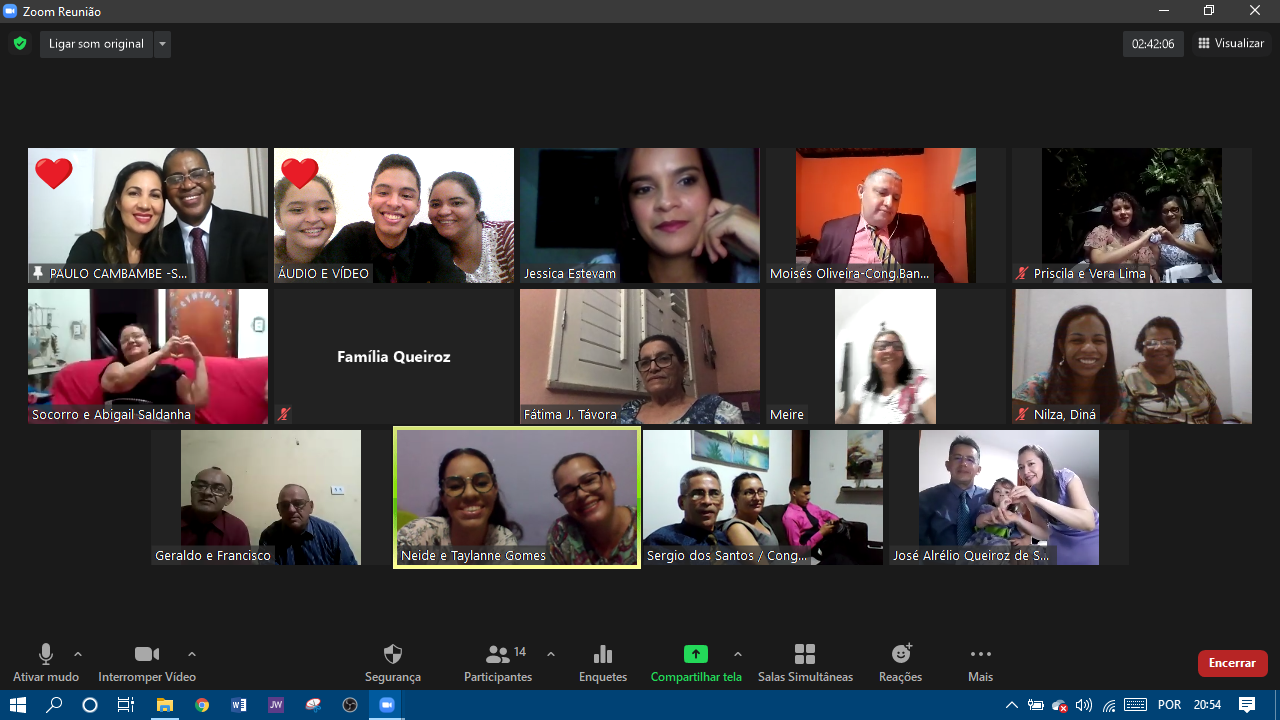 Zoom Reunião
Ligar som original
02:42:06
Visualizar
PAULO CAMBAMBE -S...
ÁUDIO E VÍDEO
Jessica Estevam
Moisés Oliveira-Cong.Ban...
Priscila e Vera Lima
Socorro e Abigail Saldanha
Família Queiroz
Fátima J. Távora
Meire
Nilza, Diná
Geraldo e Francisco
Neide e Taylanne Gomes
Sergio dos Santos / Cong...
José Alrélio Queiroz de S...
Ativar mudo
Interromper Vídeo
Segurança
14
Participantes
Enquetes
Compartilhar tela
Salas Simultâneas
Reações
Mais
Encerrar
W
JW
POR
20:54